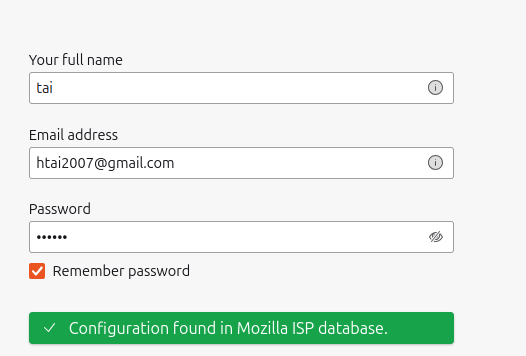 Your full name
tai
Email address
htai2007@gmail.com
Password
••••••
Remember password
Configuration found in Mozilla ISP database.